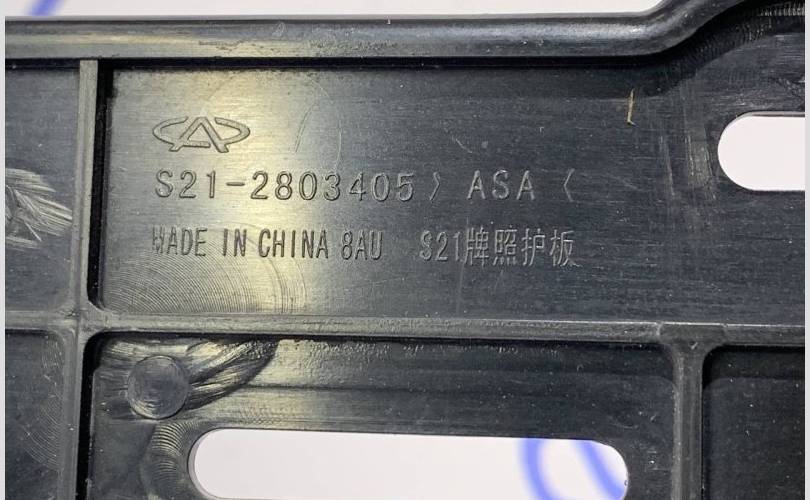 S21-2803405 〉 ASA 〈
MADE IN CHINA 8AU S21牌照护板